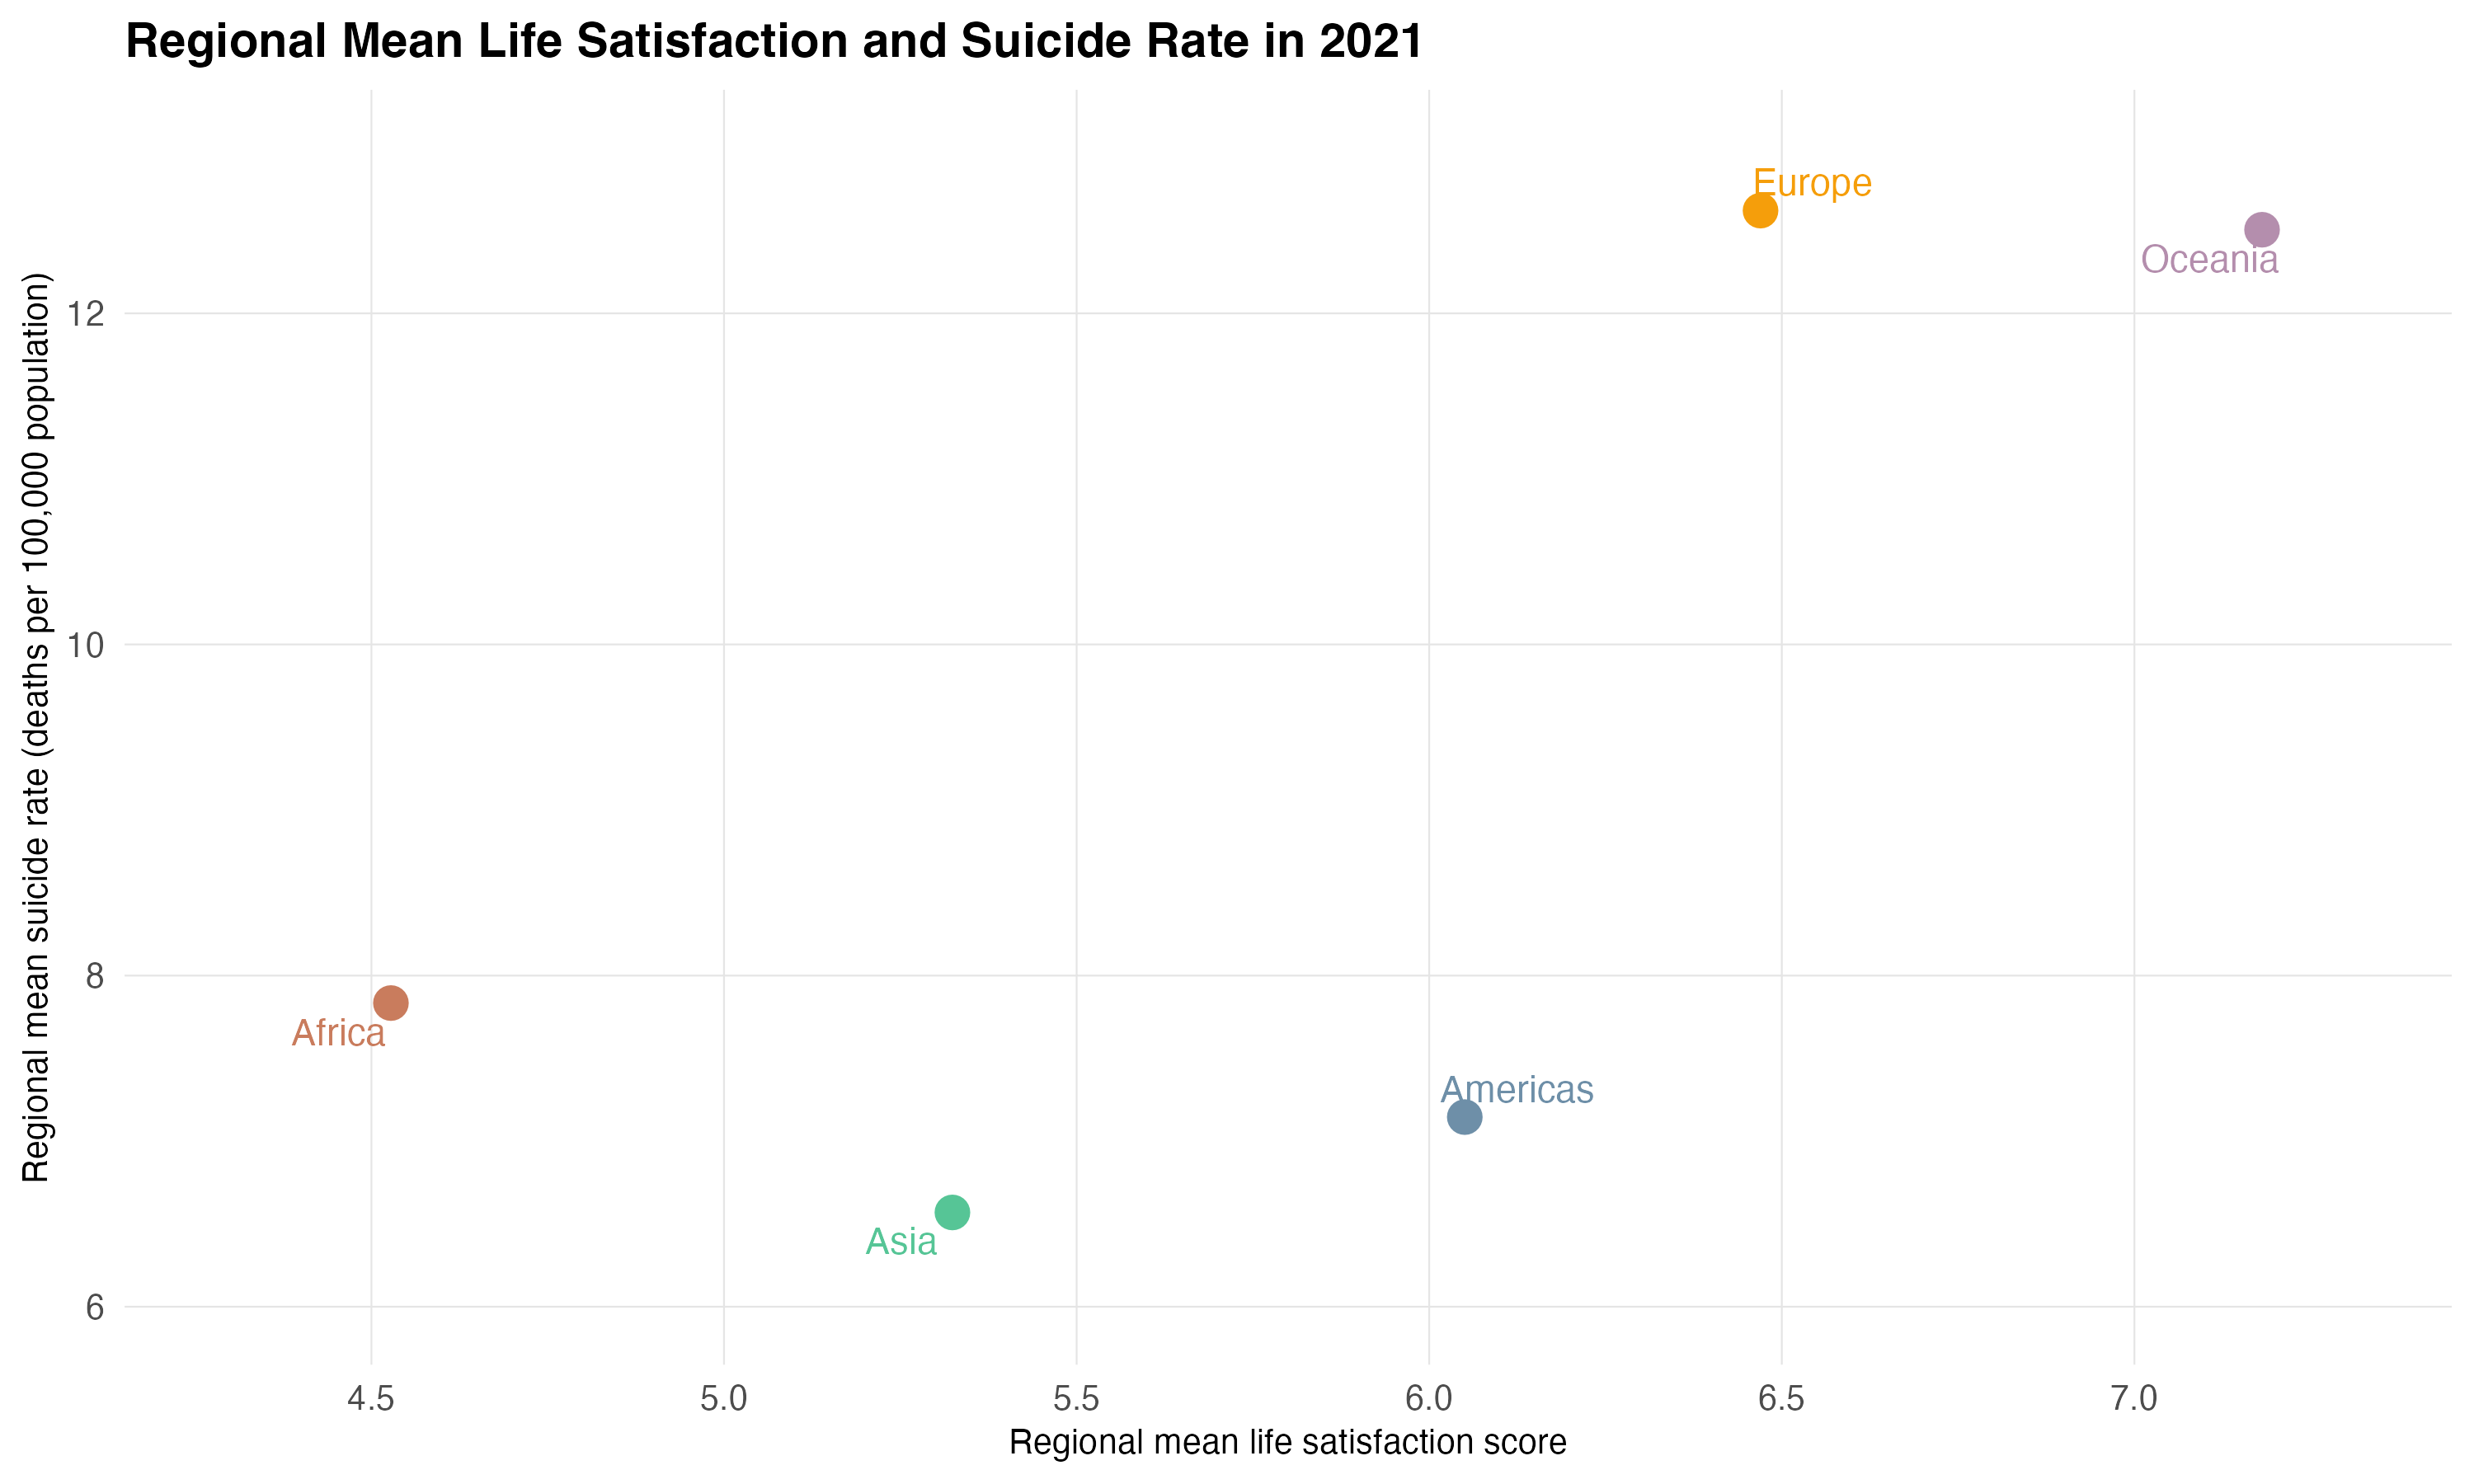 Regional Mean Life Satisfaction and Suicide Rate in 2021
Regional mean suicide rate (deaths per 100,000 population)
12
10
8
6
Europe
Oceania
Africa
Americas
Asia
4.5 5.0 5.5 6.0 6.5 7.0
Regional mean life satisfaction score